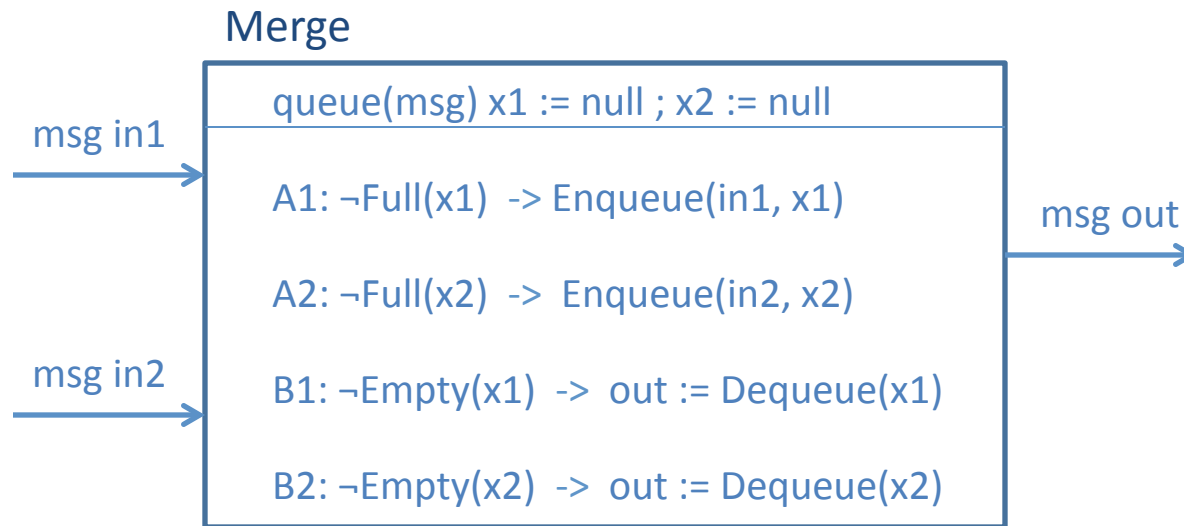 Merge
queue(msg) x1 := null ; x2 := null
msg in1
A1: ¬Full(x1) -> Enqueue(in1, x1)
msg out
A2: ¬Full(x2) -> Enqueue(in2, x2)
msg in2
B1: ¬Empty(x1) -> out := Dequeue(x1)
B2: ¬Empty(x2) -> out := Dequeue(x2)